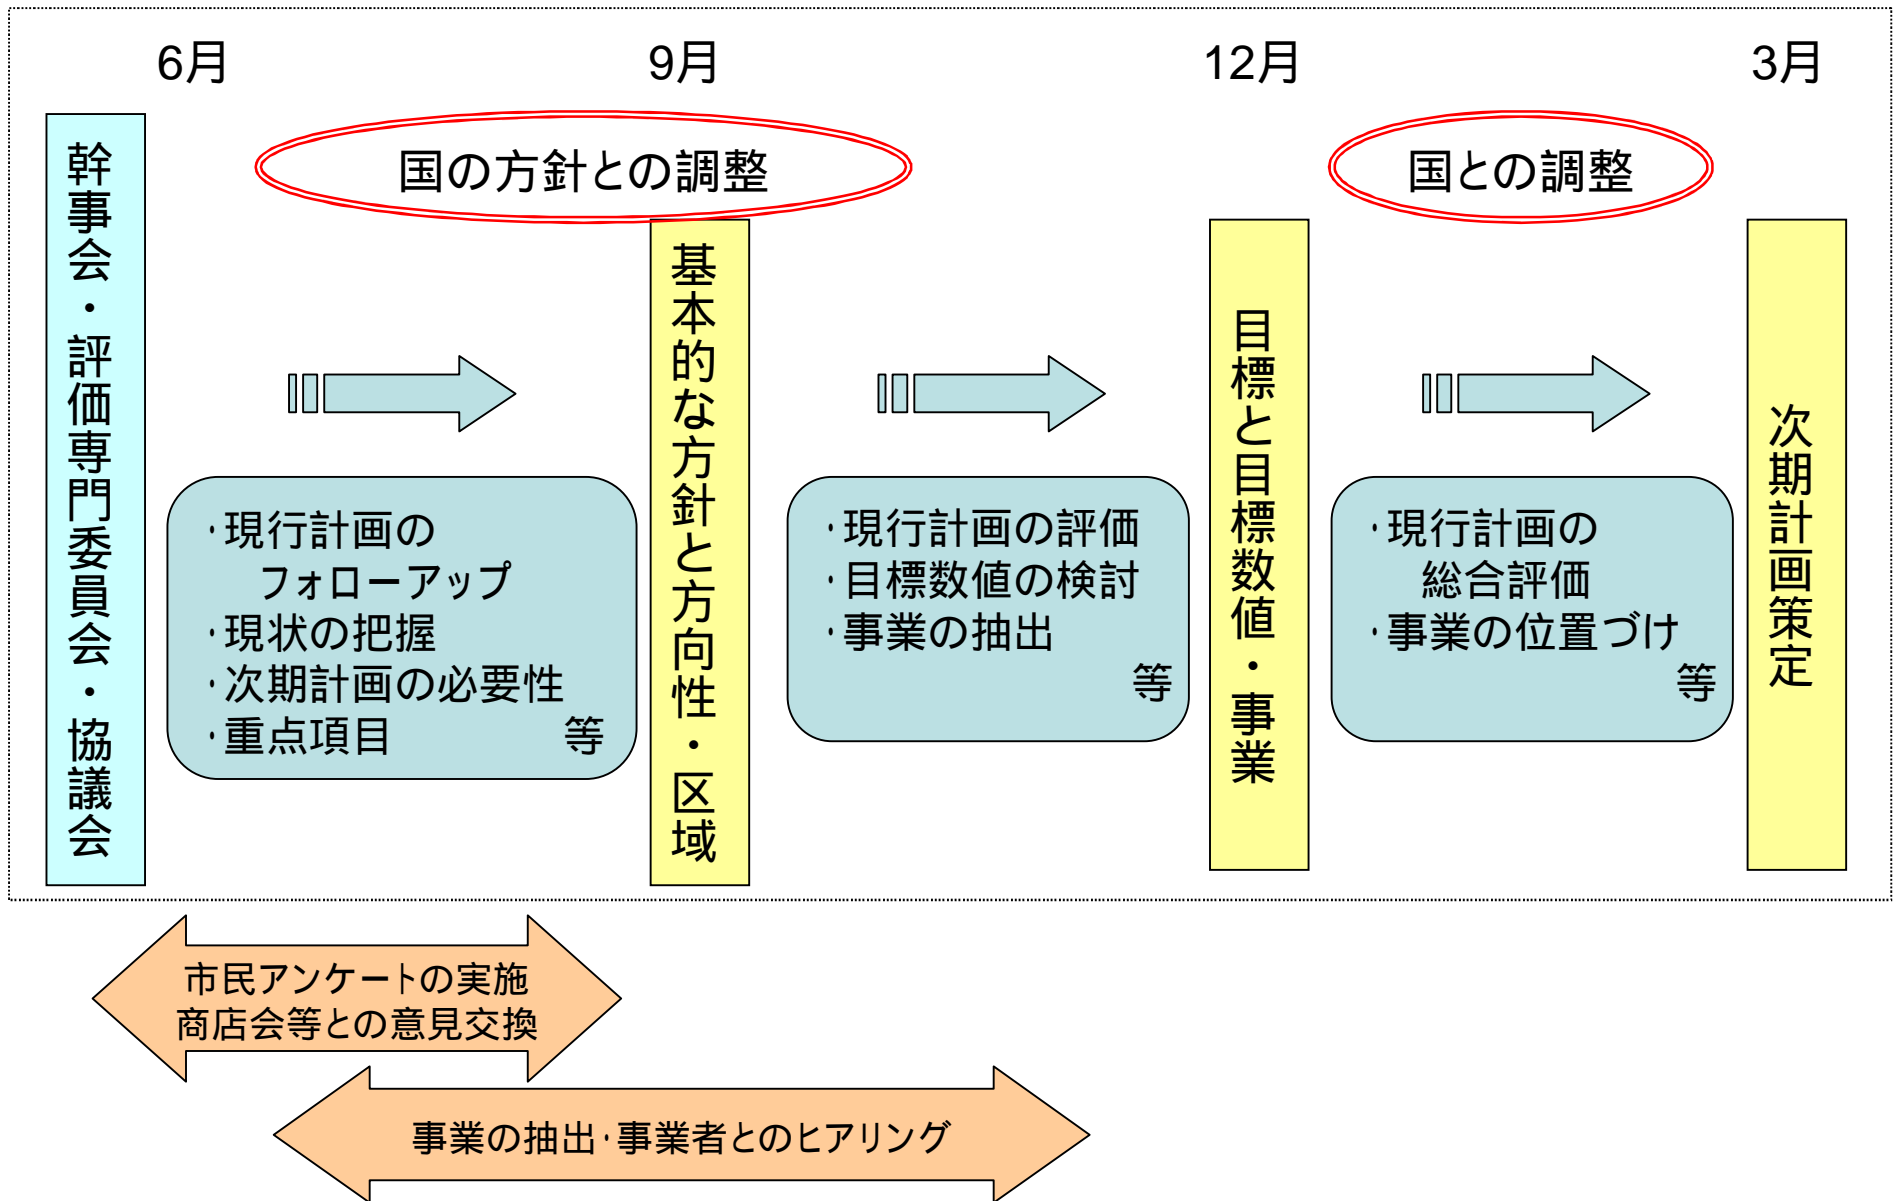 6月
9月
12月
3月
国の方針との調整
国との調整
幹事会・評価専門委員会・協議会
基本的な方針と方向性・区域
目標と目標数値・事業
次期計画策定
･現行計画の
フォローアップ
･現状の把握
･次期計画の必要性
･重点項目 等
･現行計画の評価
･目標数値の検討
･事業の抽出
等
･現行計画の
総合評価
･事業の位置づけ
等
市民アンケートの実施
商店会等との意見交換
事業の抽出･事業者とのヒアリング